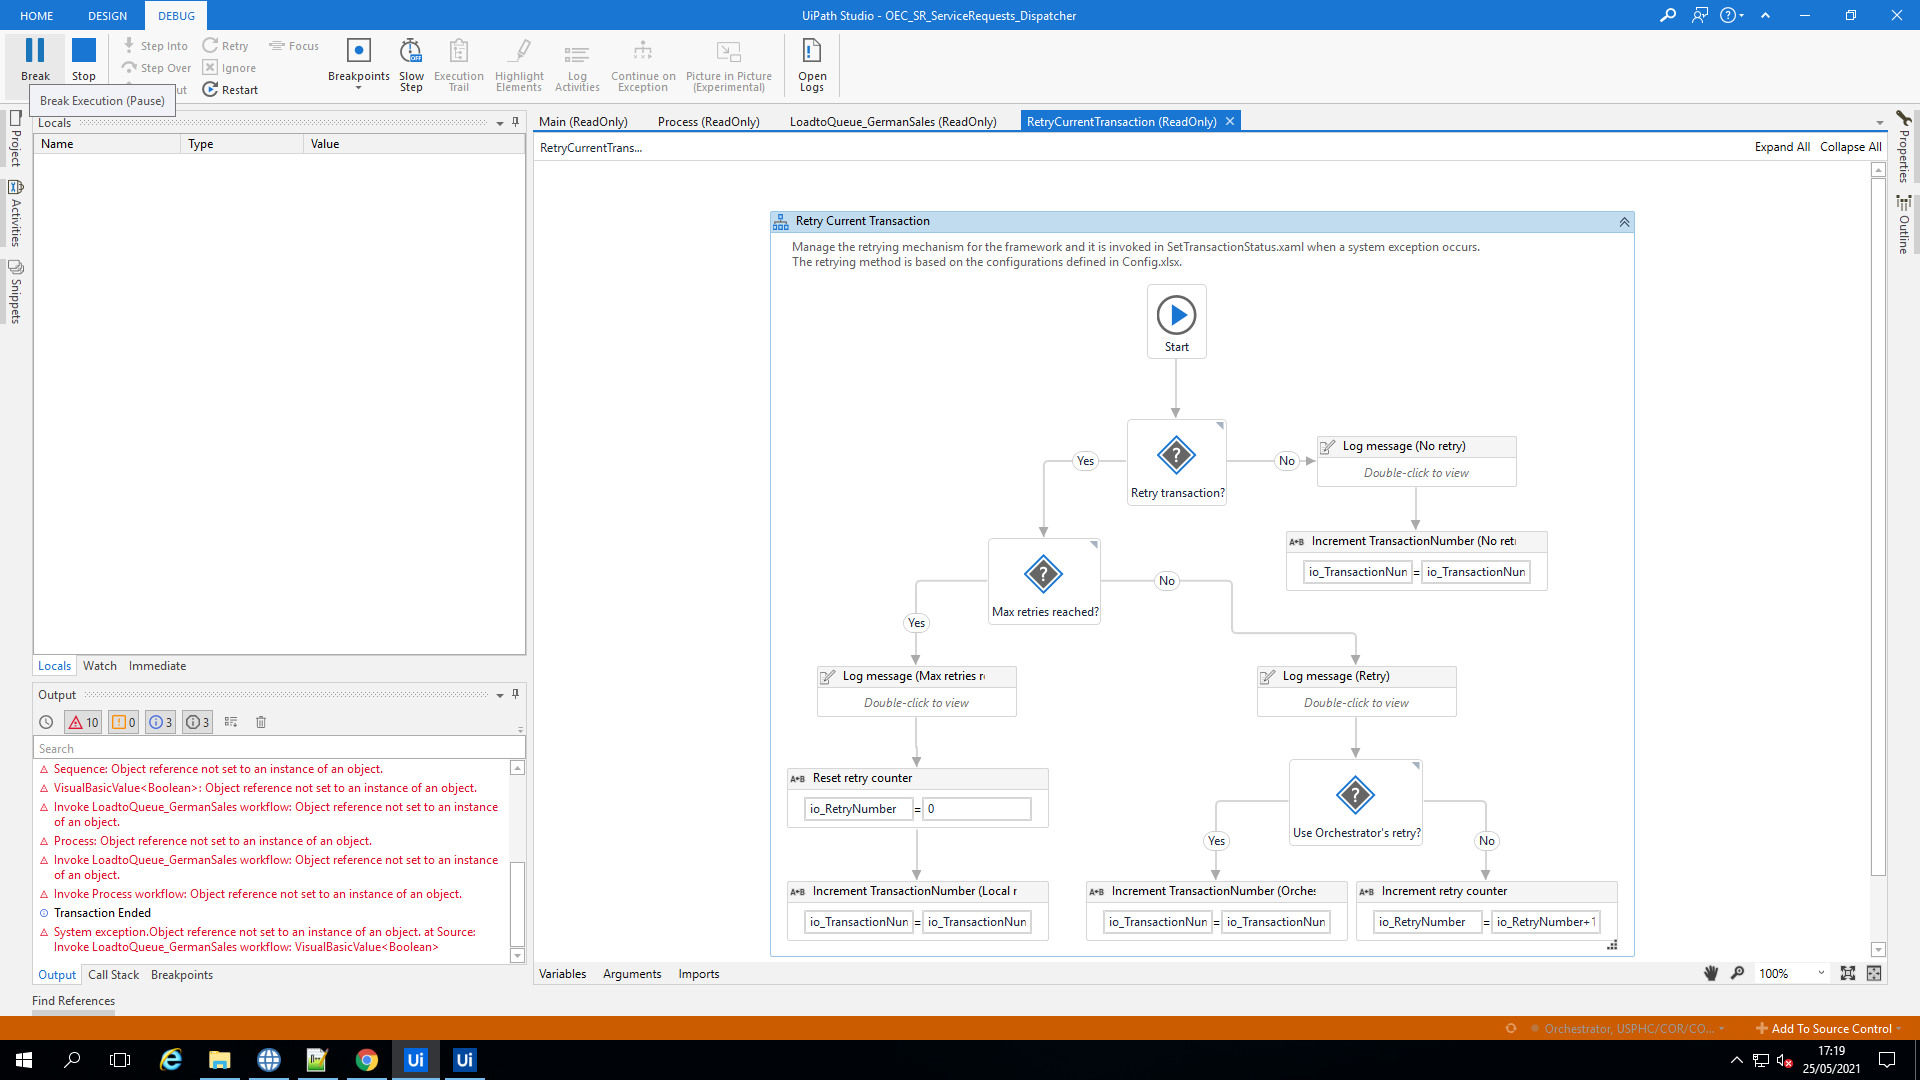 HOME
DESIGN
DEBUG
UiPath Studio - OEC_SR_ServiceRequests_Dispatcher
Break
Stop
Step Into
Step Over
ut
Retry
Ignore
Restart
Focus
Breakpoints
Slow
Step
Execution
Trail
Highlight
Elements
Log
Activities
Continue on
Exception
Picture in Picture
(Experimental)
Open
Logs
Break Execution (Pause)
Project
Activities
Snippets
Locals
Name
Type
Value
Locals
Watch
Immediate
Output
10
0
3
3
Search
Sequence: Object reference not set to an instance of an object.
VisualBasicValue<Boolean>: Object reference not set to an instance of an object.
Invoke LoadtoQueue_GermanSales workflow: Object reference not set to an instance
of an object.
Process: Object reference not set to an instance of an object.
Invoke LoadtoQueue_GermanSales workflow: Object reference not set to an instance
of an object.
Invoke Process workflow: Object reference not set to an instance of an object.
Transaction Ended
System exception.Object reference not set to an instance of an object. at Source:
Invoke LoadtoQueue_GermanSales workflow: VisualBasicValue<Boolean>
Output
Call Stack
Breakpoints
Find References
Main (ReadOnly)
Process (ReadOnly)
LoadtoQueue_GermanSales (ReadOnly)
RetryCurrentTransaction (ReadOnly)
RetryCurrentTrans...
Expand All
Collapse All
Properties
Outline
Retry Current Transaction
Manage the retrying mechanism for the framework and it is invoked in SetTransactionStatus.xaml when a system exception occurs.
The retrying method is based on the configurations defined in Config.xlsx.
Start
Yes
Retry transaction?
No
Log message (No retry)
Double-click to view
A+B Increment TransactionNumber (No retr
io_TransactionNun = io_TransactionNun
Yes
Max retries reached?
No
Log message (Max retries re
Double-click to view
Log message (Retry)
Double-click to view
A+B Reset retry counter
io_RetryNumber = 0
Yes
Use Orchestrator's retry?
No
A+B Increment TransactionNumber (Local r
io_TransactionNun = io_TransactionNun
A+B Increment TransactionNumber (Orches
io_TransactionNun = io_TransactionNun
A+B Increment retry counter
io_RetryNumber = io_RetryNumber+1
Variables
Arguments
Imports
100%
Orchestrator, USPHC/COR/CO...
Add To Source Control
Ui
Ui
17:19
25/05/2021